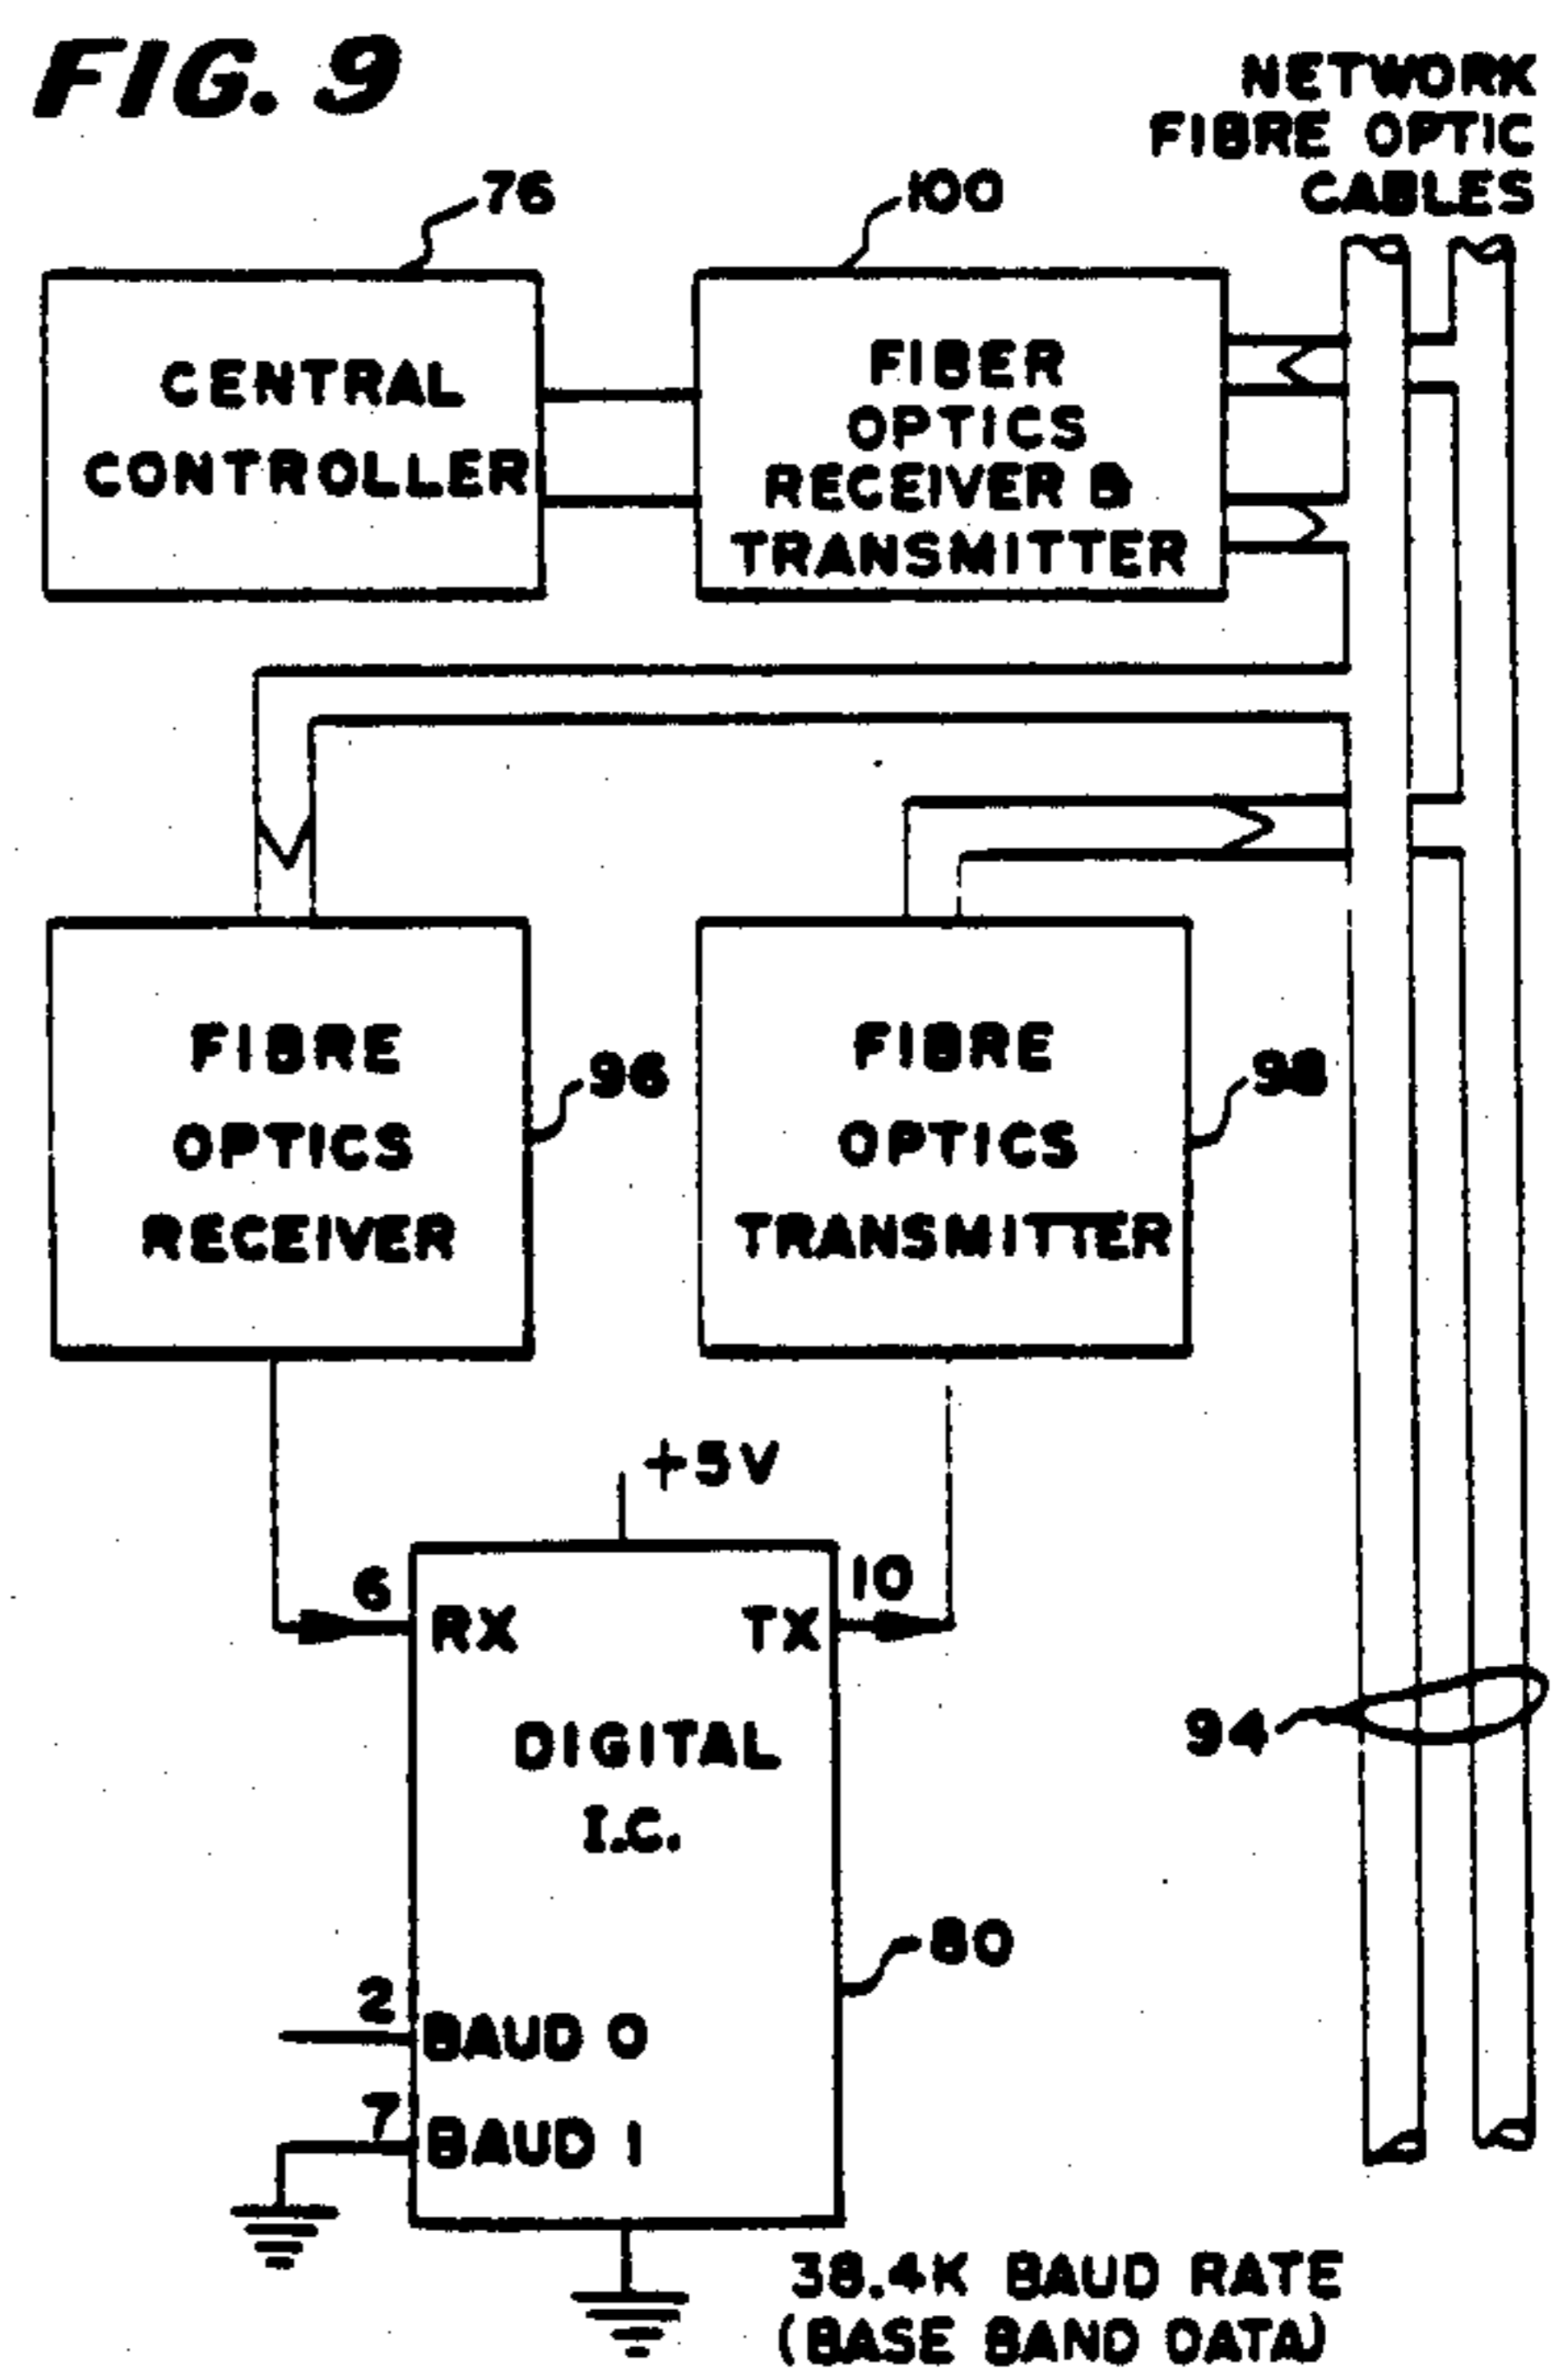 FIG. 9
NETWORK
FIBRE OPTIC
CABLES
76
100
CENTRAL
CONTROLLER
FIBER
OPTICS
RECEIVER &
TRANSMITTER
FIBRE
OPTICS
RECEIVER
96
FIBRE
OPTICS
TRANSMITTER
98
+5V
6
10
RX
TX
DIGITAL
I.C.
94
80
2
BAUD 0
7
BAUD 1
38.4K BAUD RATE
(BASE BAND DATA)